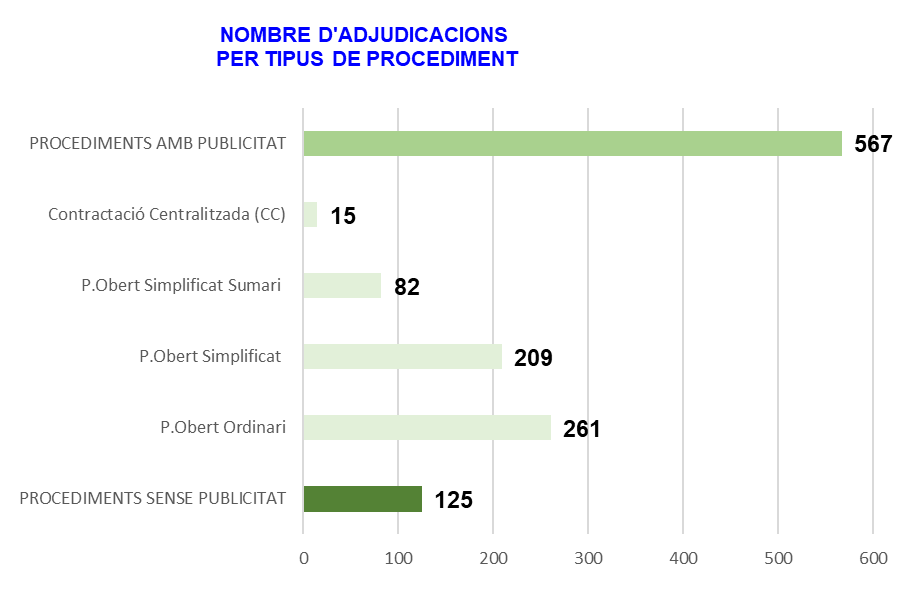 NOMBRE D'ADJUDICACIONS
PER TIPUS DE PROCEDIMENT
PROCEDIMENTS AMB PUBLICITAT 567
Contractació Centralitzada (CC) 15
P.Obert Simplificat Sumari 82
P.Obert Simplificat 209
P.Obert Ordinari 261
PROCEDIMENTS SENSE PUBLICITAT 125
0 100 200 300 400 500 600